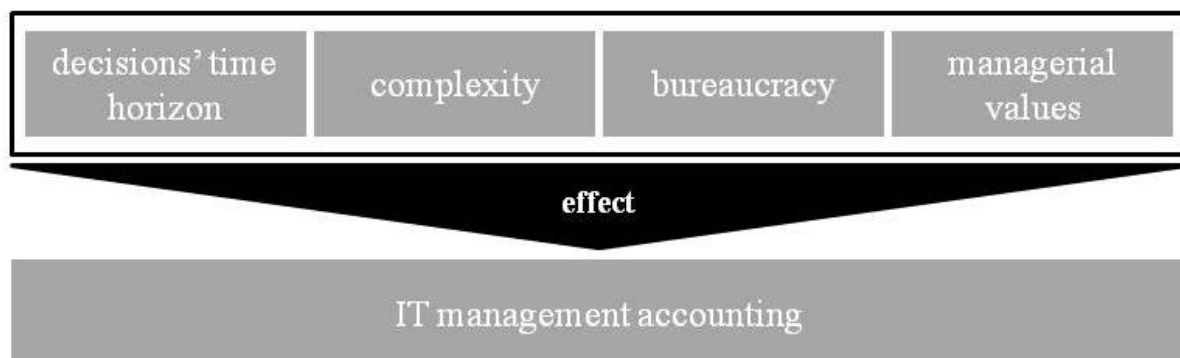 decisions’ time
horizon
complexity
bureaucracy
managerial
values
effect
IT management accounting